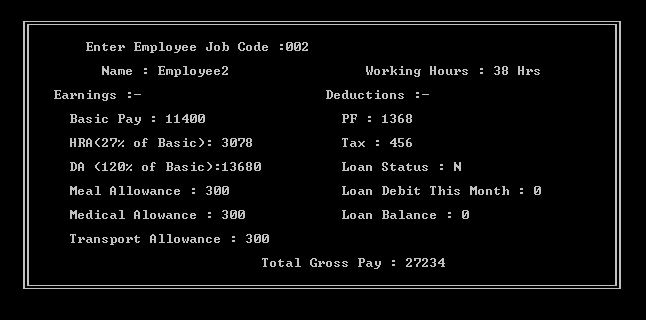 Enter Employee Job Code :002
Name : Employee2 Working Hours : 38 Hrs
Earnings :- Deductions :-
Basic Pay : 11400 PF : 1368
HRA(27% of Basic): 3078 Tax : 456
DA (120% of Basic):13680 Loan Status : N
Meal Allowance : 300 Loan Debit This Month : 0
Medical Alowance : 300 Loan Balance : 0
Transport Allowance : 300
Total Gross Pay : 27234